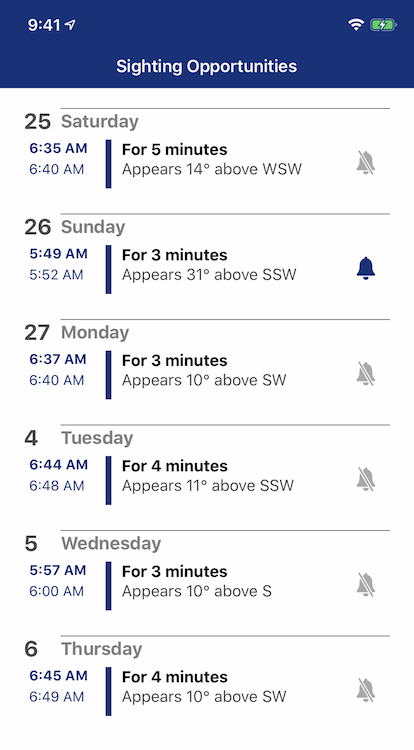 9:41
Sighting Opportunities
25 Saturday
6:35 AM For 5 minutes
6:40 AM Appears 14° above WSW
26 Sunday
5:49 AM For 3 minutes
5:52 AM Appears 31° above SSW
27 Monday
6:37 AM For 3 minutes
6:40 AM Appears 10° above SW
4 Tuesday
6:44 AM For 4 minutes
6:48 AM Appears 11° above SSW
5 Wednesday
5:57 AM For 3 minutes
6:00 AM Appears 10° above S
6 Thursday
6:45 AM For 4 minutes
6:49 AM Appears 10° above SW